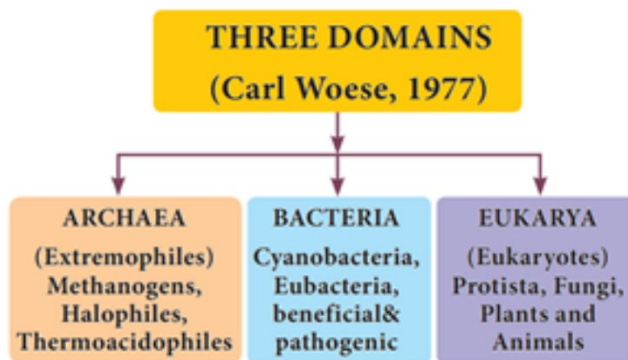 THREE DOMAINS
(Carl Woese, 1977)
ARCHAEA
(Extremophiles)
Methanogens,
Halophiles,
Thermoacidophiles
BACTERIA
Cyanobacteria,
Eubacteria,
beneficial&
pathogenic
EUKARYA
(Eukaryotes)
Protista, Fungi,
Plants and
Animals